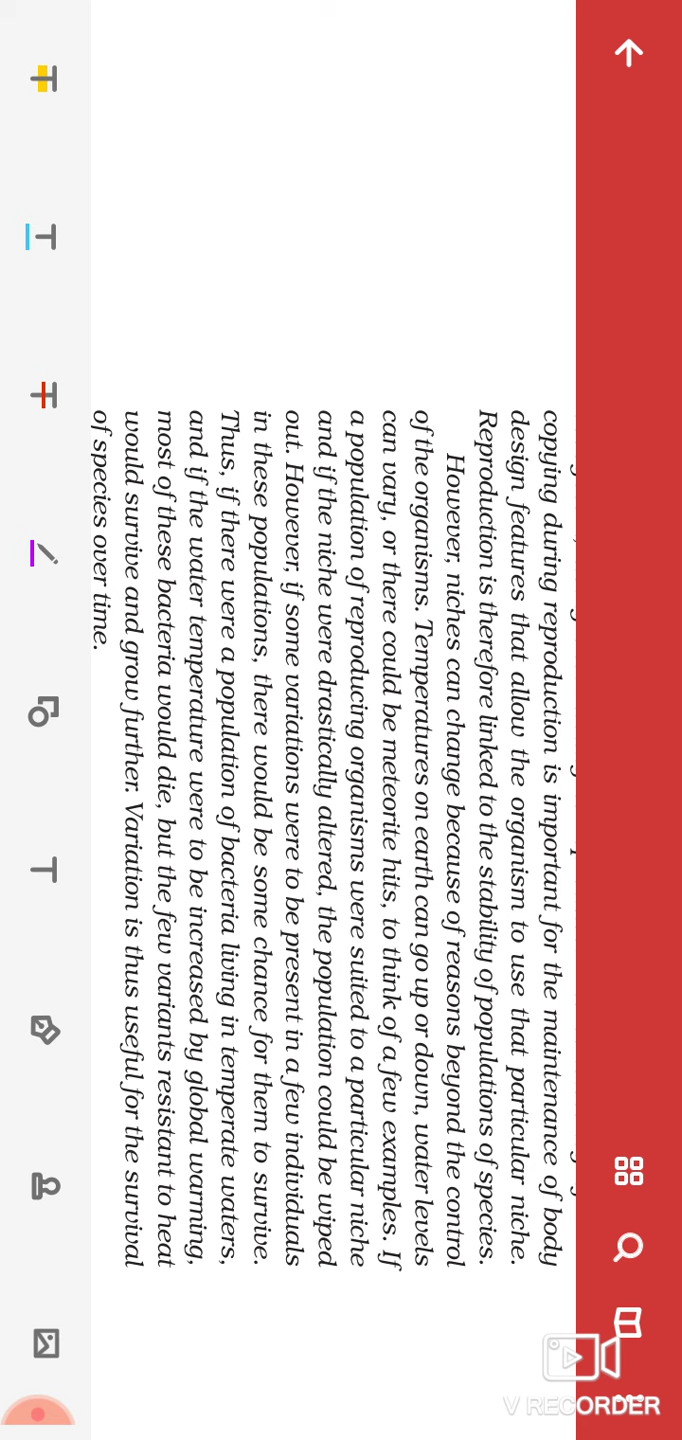 copying during reproduction is important for the maintenance of body
design features that allow the organism to use that particular niche.
Reproduction is therefore linked to the stability of populations of species.
However, niches can change because of reasons beyond the control
of the organisms. Temperatures on earth can go up or down, water levels
can vary, or there could be meteorite hits, to think of a few examples. If
a population of reproducing organisms were suited to a particular niche
and if the niche were drastically altered, the population could be wiped
out. However, if some variations were to be present in a few individuals
in these populations, there would be some chance for them to survive.
Thus, if there were a population of bacteria living in temperate waters,
and if the water temperature were to be increased by global warming,
most of these bacteria would die, but the few variants resistant to heat
would survive and grow further. Variation is thus useful for the survival
of species over time.
V RECORDER